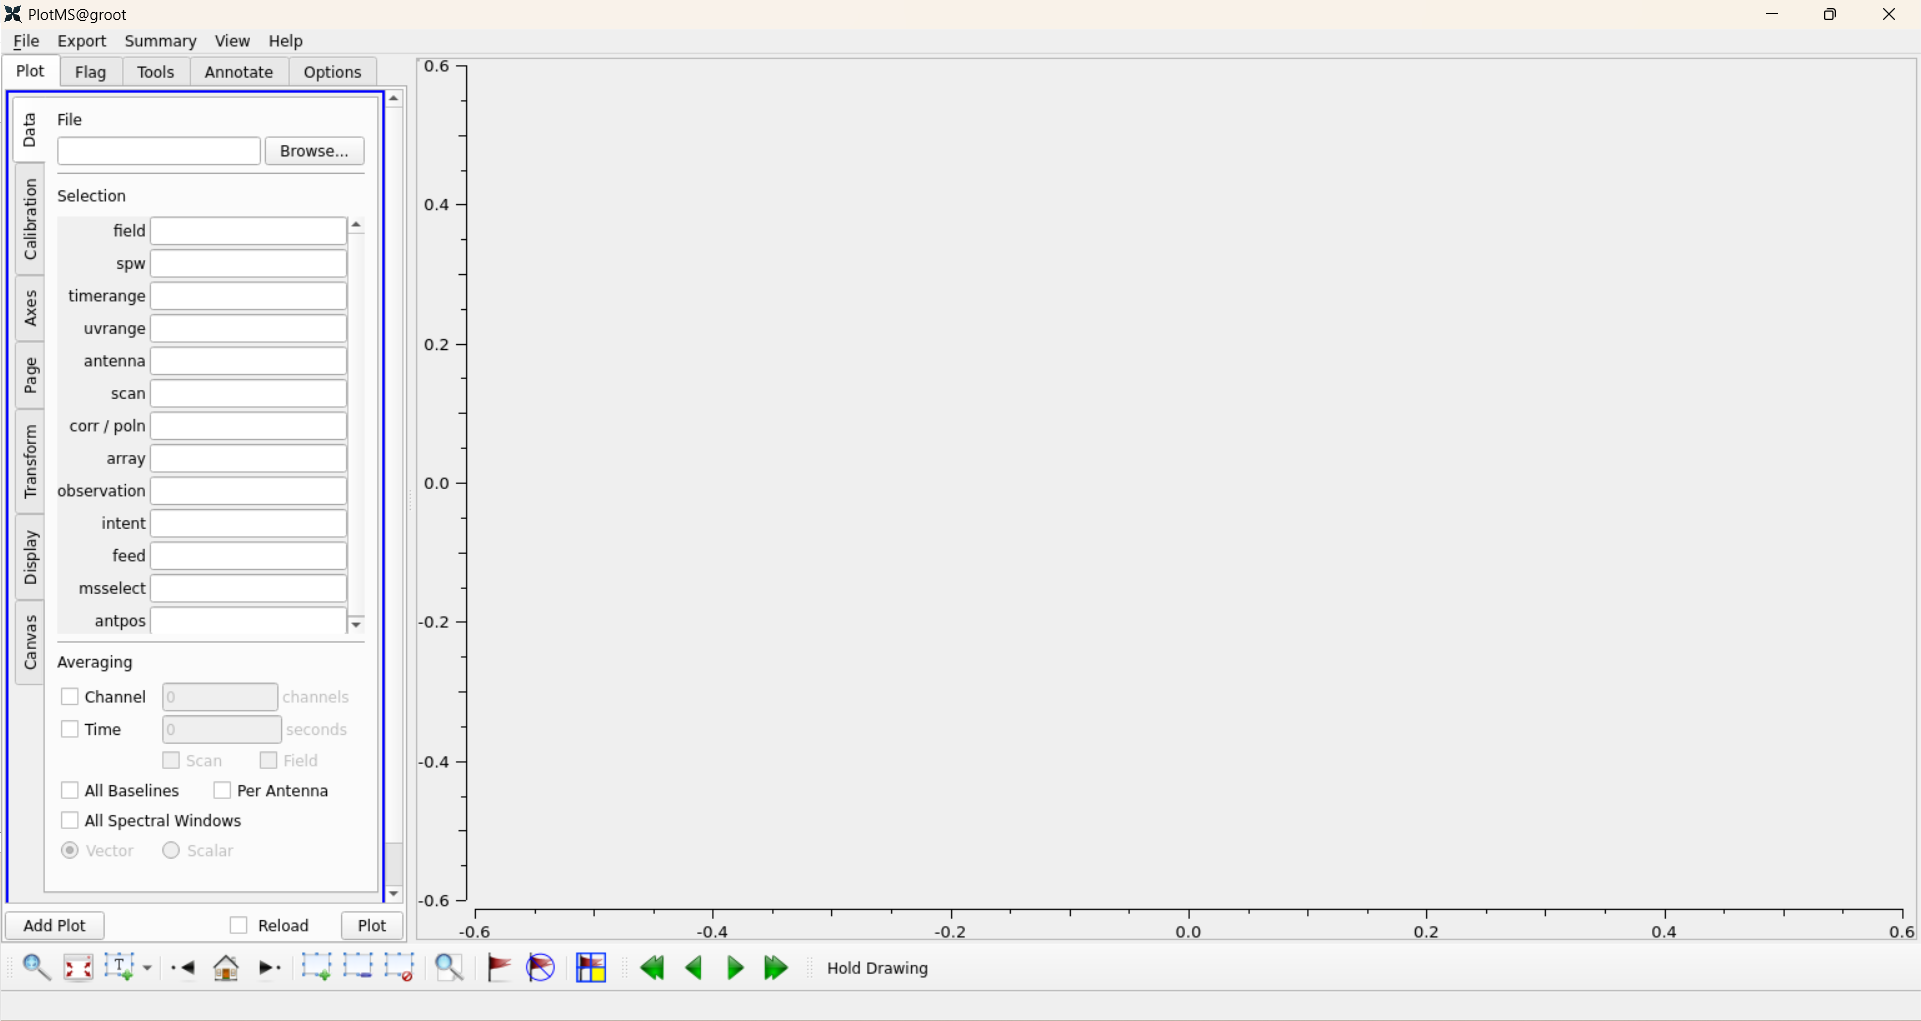 PlotMS@groot
File Export Summary View Help
Plot Flag Tools Annotate Options
Data
Calibration
Axes
Page
Transform
Display
Canvas
File
Browse...
Selection
field
spw
timerange
uvrange
antenna
scan
corr / poln
array
observation
intent
feed
msselect
antpos
Averaging
Channel 0 channels
Time 0 seconds
Scan Field
All Baselines Per Antenna
All Spectral Windows
Vector Scalar
Add Plot Reload Plot
0.6
0.4
0.2
0.0
-0.2
-0.4
-0.6
-0.6 -0.4 -0.2 0.0 0.2 0.4 0.6
T
Hold Drawing